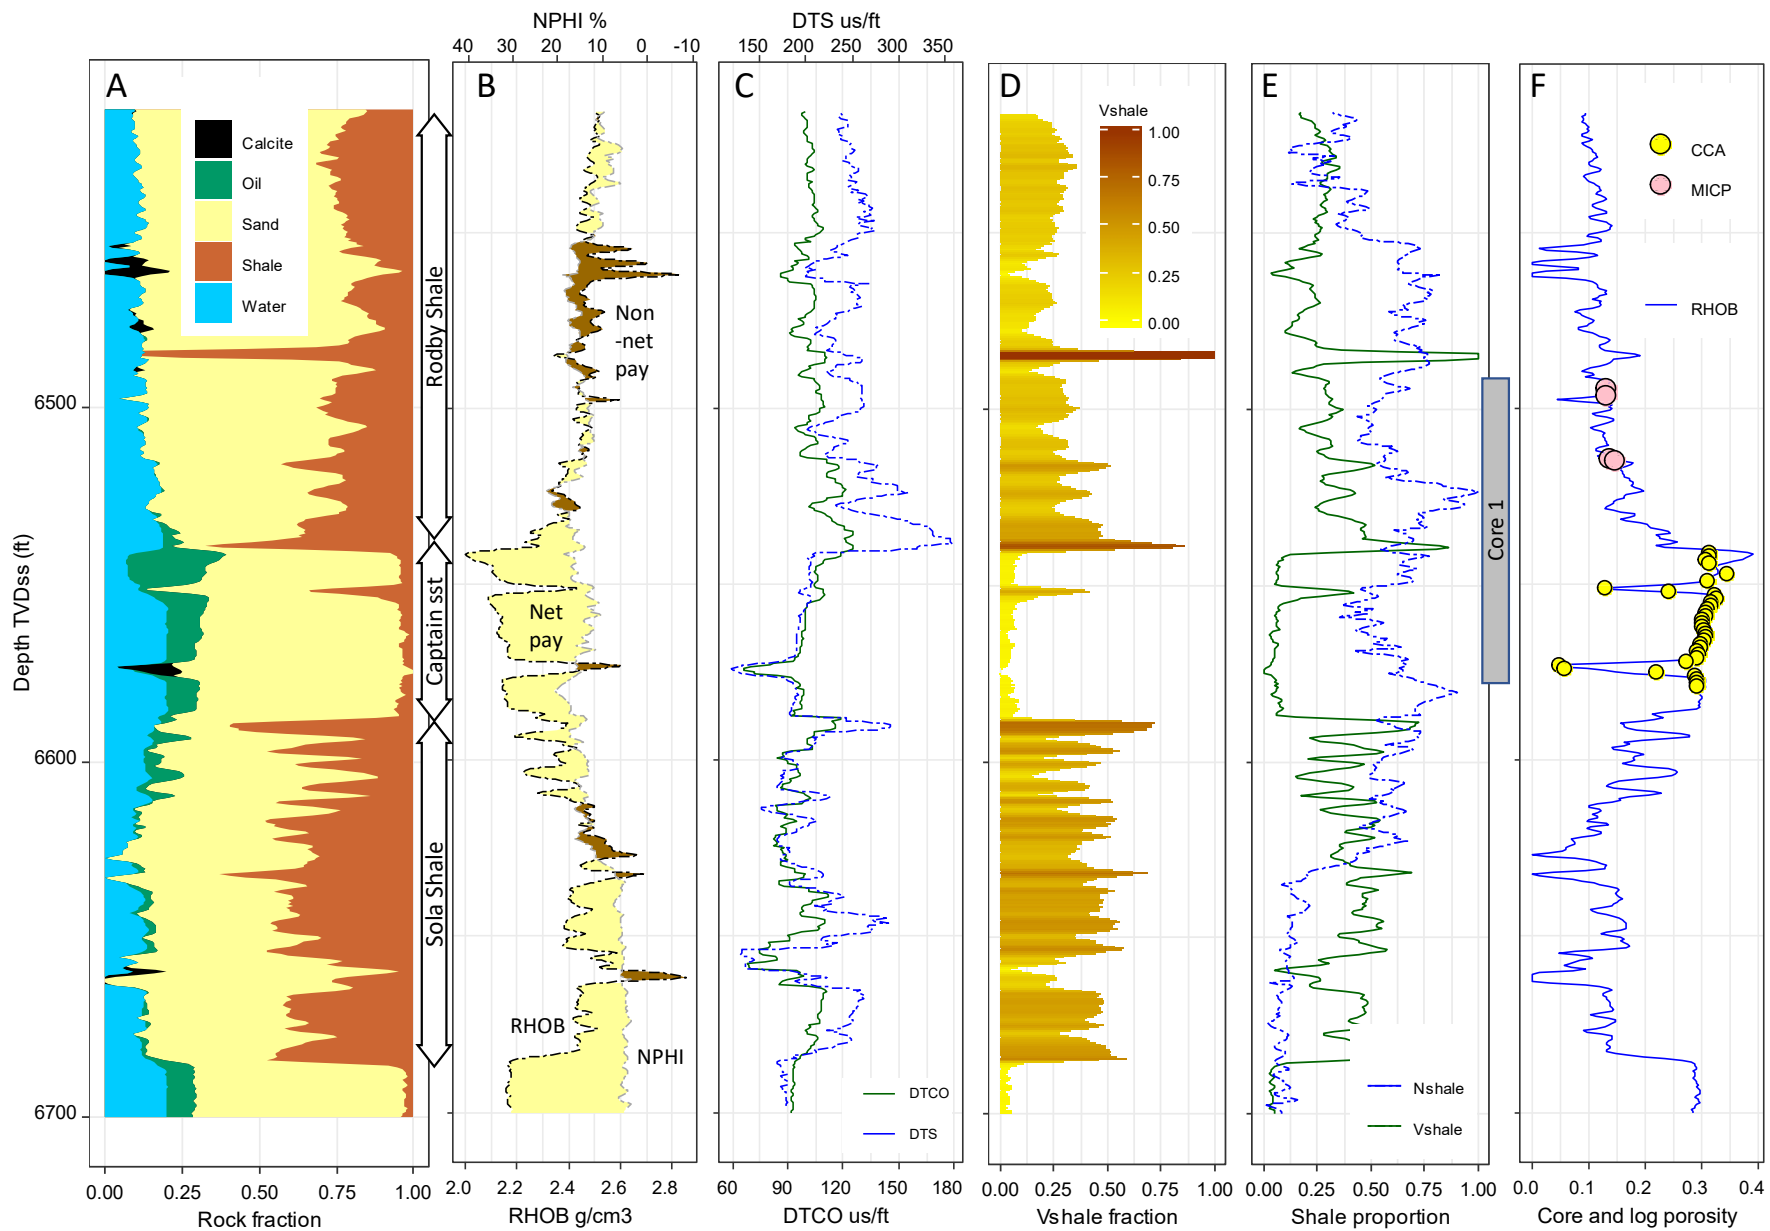 NPHI %
DTS us/ft
40 30 20 10 0 -10
150 200 250 300 350
A
B
C
D
E
F
Calcite
Oil
Sand
Shale
Water
Rodby Shale
Captain sst
Sola Shale
Non
-net
pay
Net
pay
RHOB
NPHI
DTCO
DTS
Vshale
1.00
0.75
0.50
0.25
0.00
Core 1
Nshale
Vshale
CCA
MICP
RHOB
Depth TVDss (ft)
6500
6600
6700
0.00 0.25 0.50 0.75 1.00
Rock fraction
2.0 2.2 2.4 2.6 2.8
RHOB g/cm3
60 90 120 150 180
DTCO us/ft
0.00 0.25 0.50 0.75 1.00
Vshale fraction
0.00 0.25 0.50 0.75 1.00
Shale proportion
0.0 0.1 0.2 0.3 0.4
Core and log porosity